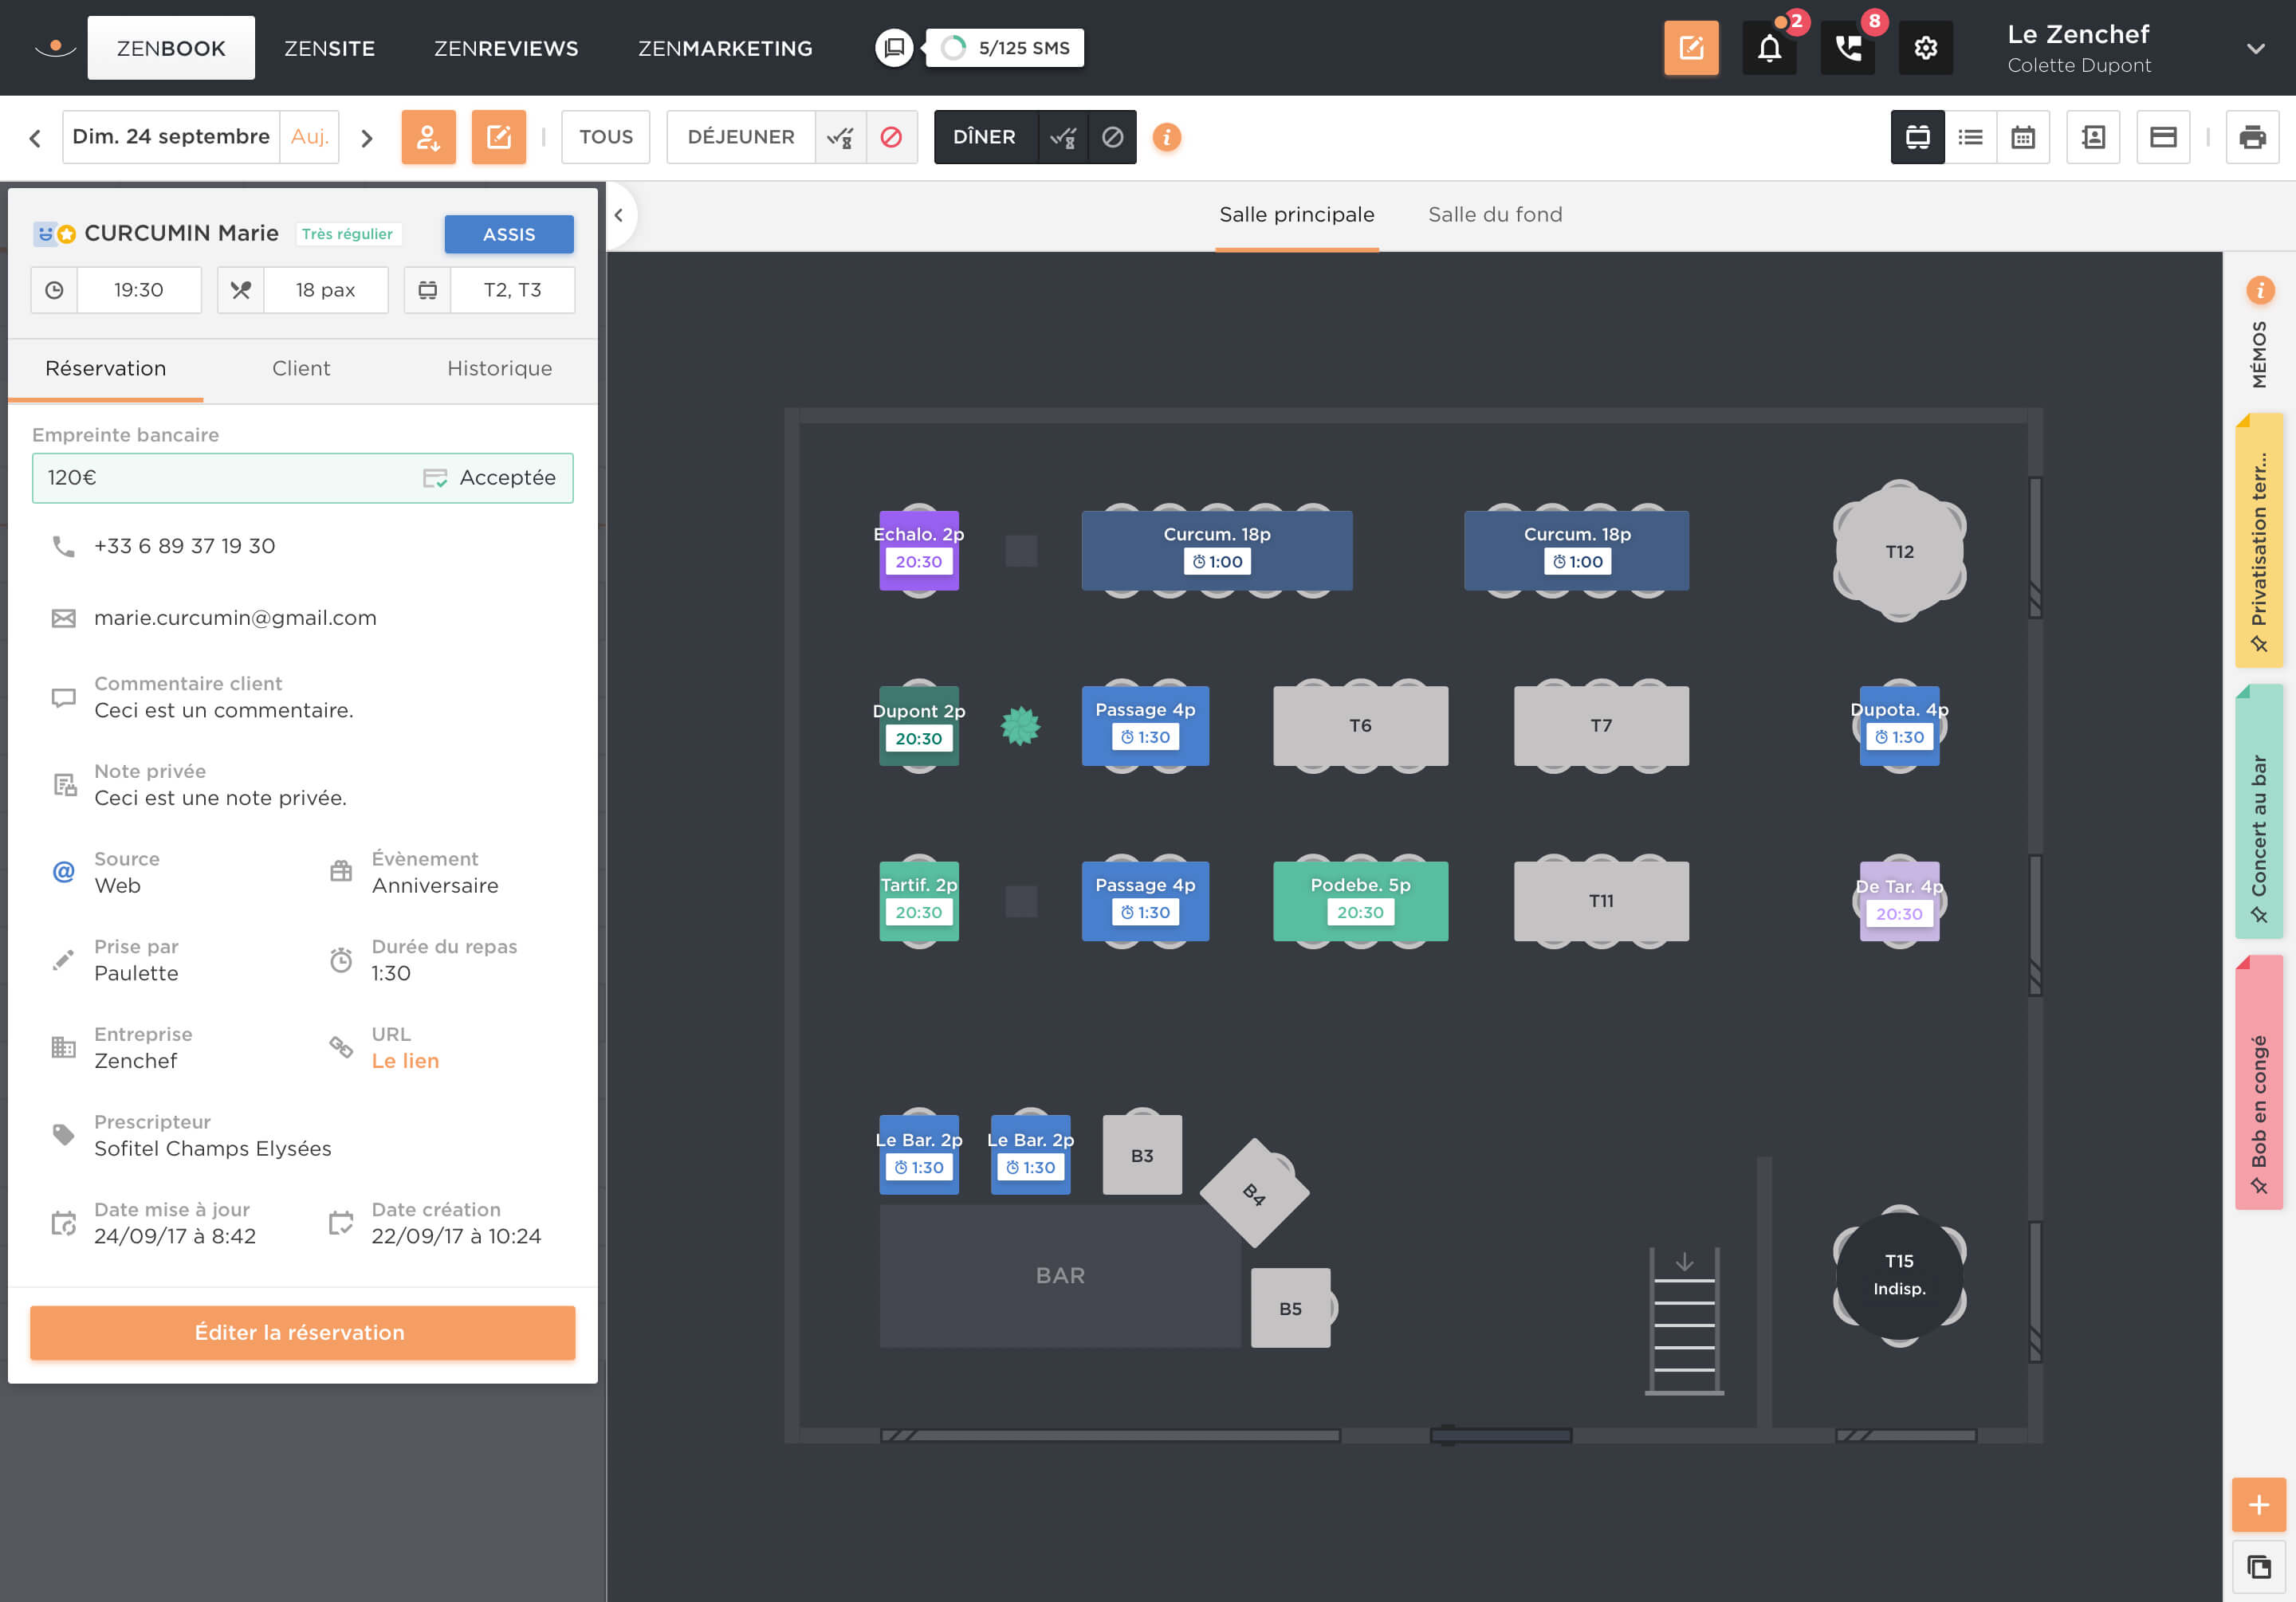 ZENBOOK
ZENSITE
ZENREVIEWS
ZENMARKETING
5/125 SMS
2
8
Le Zenchef
Colette Dupont
Dim. 24 septembre
Auj.
TOUS
DÉJEUNER
DÎNER
i
CURCUMIN Marie
Très régulier
ASSIS
19:30
18 pax
T2, T3
Réservation
Client
Historique
Empreinte bancaire
120€
Acceptée
+33 6 89 37 19 30
marie.curcumin@gmail.com
Commentaire client
Ceci est un commentaire.
Note privée
Ceci est une note privée.
Source
Web
Évènement
Anniversaire
Prise par
Paulette
Durée du repas
1:30
Entreprise
Zenchef
URL
Le lien
Prescripteur
Sofitel Champs Elysées
Date mise à jour
24/09/17 à 8:42
Date création
22/09/17 à 10:24
Éditer la réservation
Salle principale
Salle du fond
Echalo. 2p
20:30
Curcum. 18p
1:00
Curcum. 18p
1:00
T12
Dupont 2p
20:30
Passage 4p
1:30
T6
T7
Dupota. 4p
1:30
Tartif. 2p
20:30
Passage 4p
1:30
Podebe. 5p
20:30
T11
De Tar. 4p
20:30
Le Bar. 2p
1:30
Le Bar. 2p
1:30
B3
B4
BAR
B5
T15
Indisp.
i
MÉMOS
Privatisation terr...
Concert au bar
Bob en congé